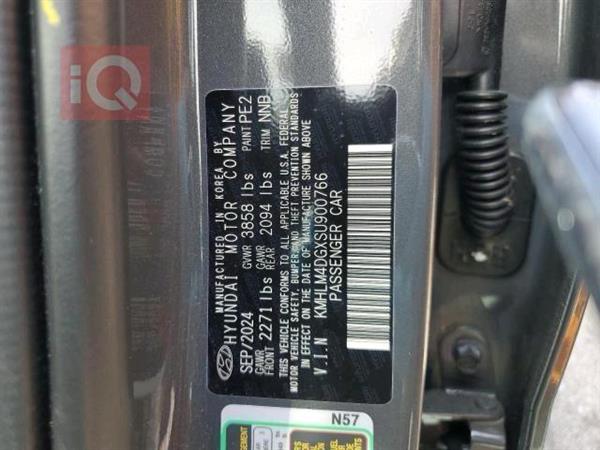 iQ
MANUFACTURED IN KOREA BY
HYUNDAI MOTOR COMPANY
SEP/2024 GVWR 3858 lbs PAINT PE2
GAWR FRONT 2271 lbs GAWR REAR 2094 lbs TRIM NNB
THIS VEHICLE CONFORMS TO ALL APPLICABLE U.S.A. FEDERAL
MOTOR VEHICLE SAFETY, BUMPER, AND THEFT PREVENTION STANDARDS
IN EFFECT ON THE DATE OF MANUFACTURE SHOWN ABOVE
V.I.N KMHLM4DGXSU900766
PASSENGER CAR
N57